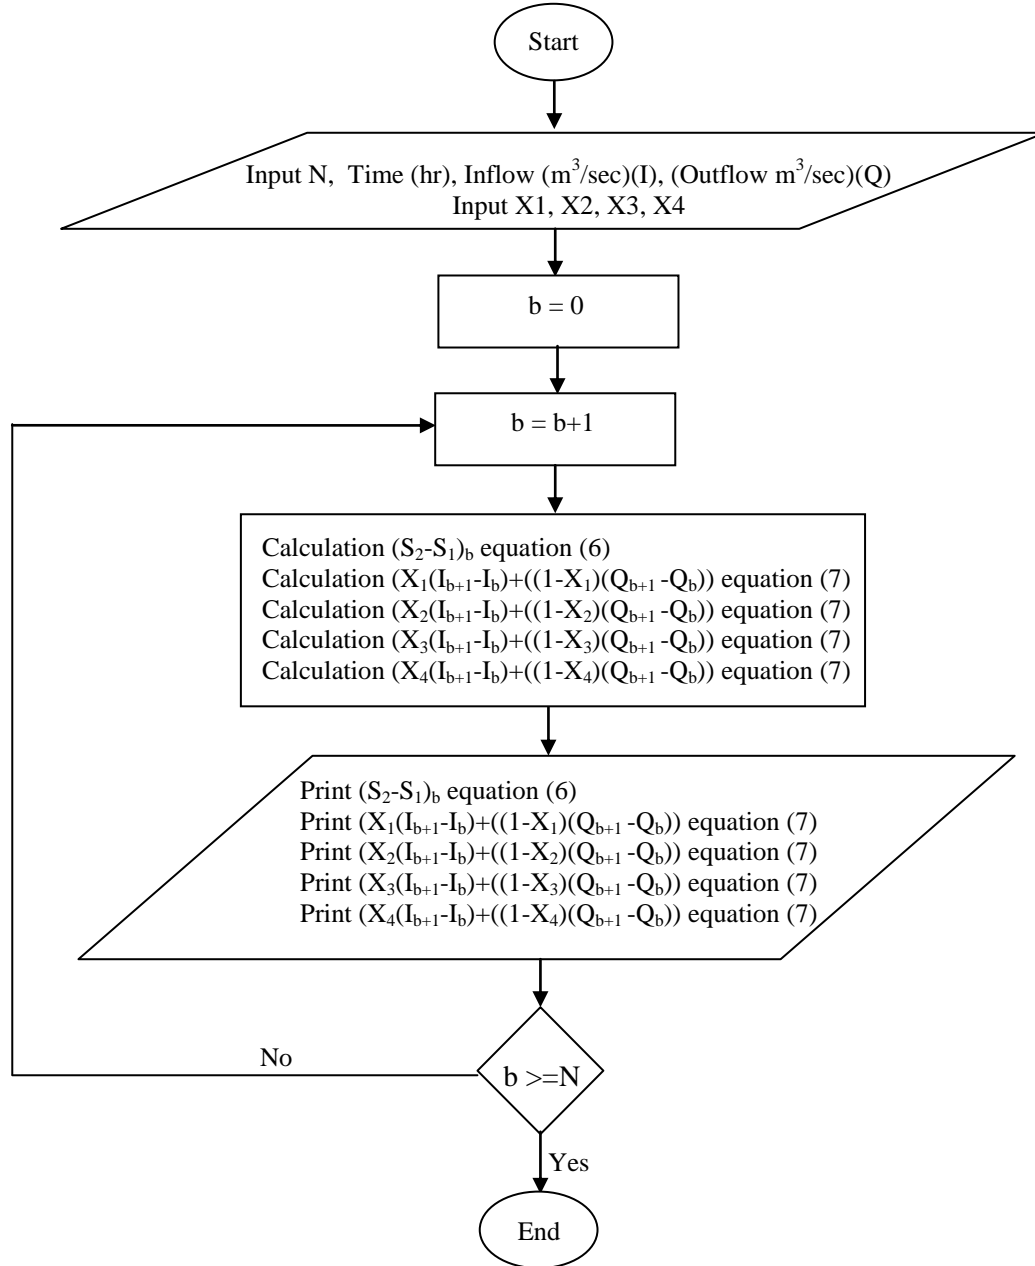 Start
Input N, Time (hr), Inflow (m³/sec)(I), (Outflow m³/sec)(Q)
Input X1, X2, X3, X4
b = 0
b = b+1
Calculation (S₂-S₁)b equation (6)
Calculation (X₁(Ib+1-Ib)+((1-X₁)(Qb+1 -Qb)) equation (7)
Calculation (X₂(Ib+1-Ib)+((1-X₂)(Qb+1 -Qb)) equation (7)
Calculation (X₃(Ib+1-Ib)+((1-X₃)(Qb+1 -Qb)) equation (7)
Calculation (X₄(Ib+1-Ib)+((1-X₄)(Qb+1 -Qb)) equation (7)
Print (S₂-S₁)b equation (6)
Print (X₁(Ib+1-Ib)+((1-X₁)(Qb+1 -Qb)) equation (7)
Print (X₂(Ib+1-Ib)+((1-X₂)(Qb+1 -Qb)) equation (7)
Print (X₃(Ib+1-Ib)+((1-X₃)(Qb+1 -Qb)) equation (7)
Print (X₄(Ib+1-Ib)+((1-X₄)(Qb+1 -Qb)) equation (7)
No
b >=N
Yes
End